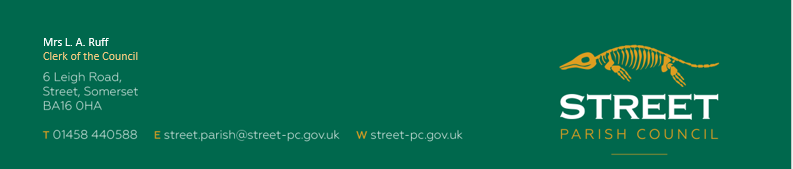 Mrs L. A. Ruff
Clerk of the Council
6 Leigh Road,
Street, Somerset
BA16 0HA
T 01458 440588 E street.parish@street-pc.gov.uk W street-pc.gov.uk
STREET
PARISH COUNCIL